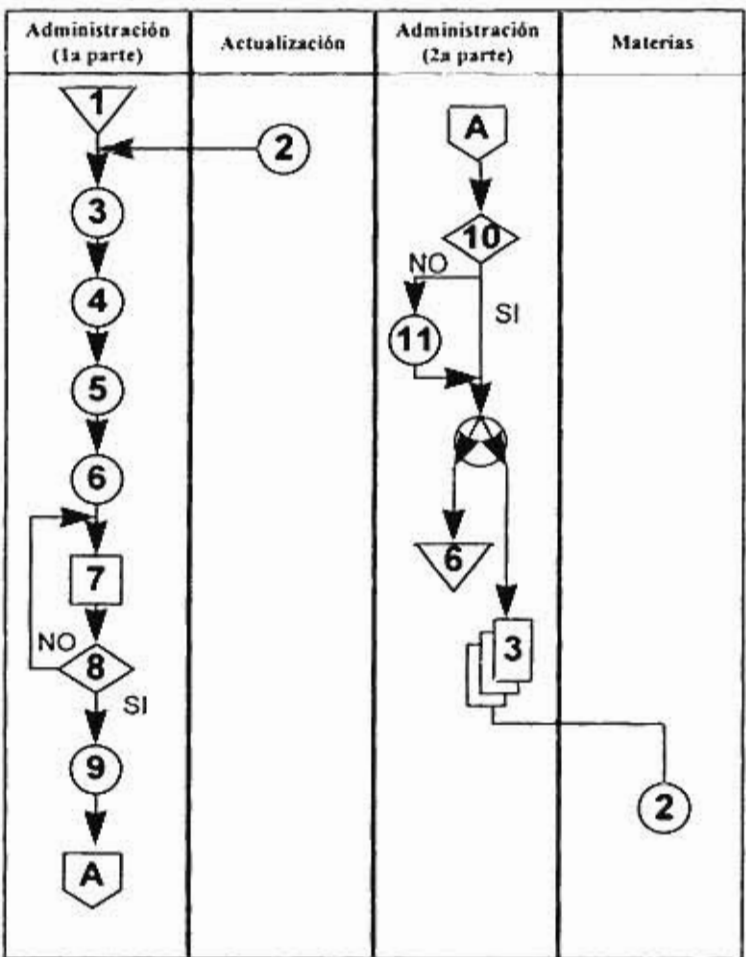 Administración
(1a parte)
Actualización
Administración
(2a parte)
Materias
1
2
3
4
5
6
7
NO
8
SI
9
A
A
10
NO
SI
11
6
3
2